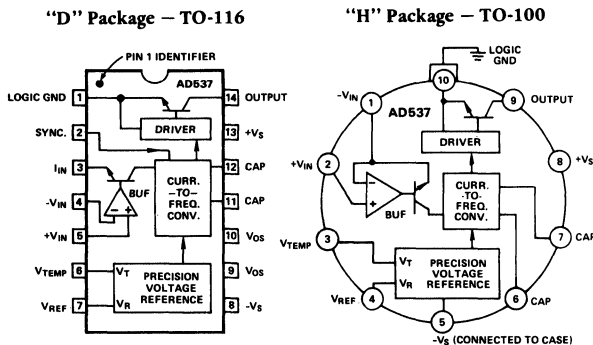 “D” Package – TO-116
PIN 1 IDENTIFIER
AD537
LOGIC GND 1
14 OUTPUT
DRIVER
SYNC. 2
13 +VS
IIN 3
12 CAP
BUF
CURR. –TO– FREQ. CONV.
-VIN 4
11 CAP
– +
+VIN 5
10 VOS
VTEMP 6
VT
9 VOS
PRECISION VOLTAGE REFERENCE
VREF 7
VR
8 -VS
“H” Package – TO-100
LOGIC GND
10
-VIN
1
AD537
9 OUTPUT
DRIVER
+VIN 2
8 +VS
–
+
BUF
CURR. -TO- FREQ. CONV.
VTEMP 3
7 CAP
VT
PRECISION VOLTAGE REFERENCE
VR
VREF 4
6 CAP
5
-VS (CONNECTED TO CASE)